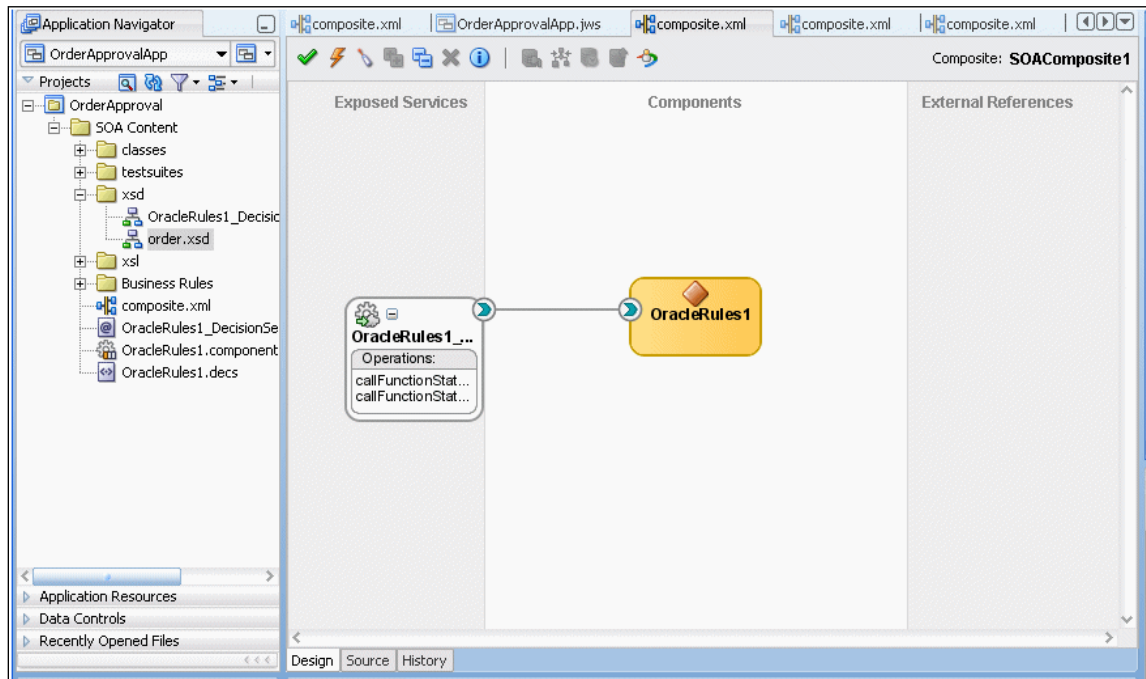 Application Navigator
composite.xml
OrderApprovalApp.jws
composite.xml
composite.xml
composite.xml
OrderApprovalApp
Composite: SOAComposite1
Projects
OrderApproval
SOA Content
classes
testsuites
xsd
OracleRules1_Decisic
order.xsd
xsl
Business Rules
composite.xml
OracleRules1_DecisionSe
OracleRules1.component
OracleRules1.decs
Application Resources
Data Controls
Recently Opened Files
Exposed Services
Components
External References
OracleRules1_...
Operations:
callFunctionStat...
callFunctionStat...
OracleRules1
Design Source History